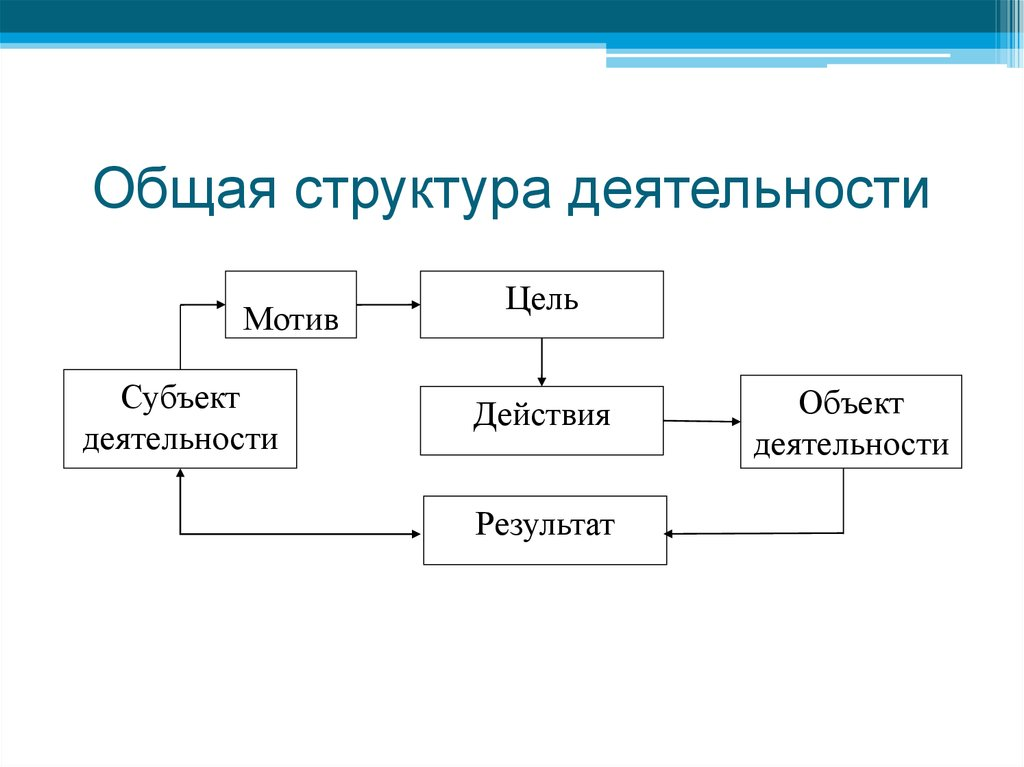 Общая структура деятельности
Мотив
Цель
Субъект
деятельности
Действия
Объект
деятельности
Результат